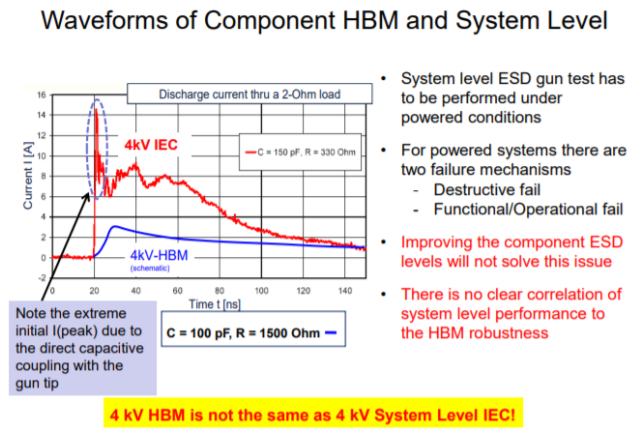 Waveforms of Component HBM and System Level
Discharge current thru a 2-Ohm load
16
14
12
10
8
6
4
2
0
-2
Current I [A]
4kV IEC
C = 150 pF, R = 330 Ohm
4kV-HBM
(schematic)
0 20 40 60 80 100 120 140
Time t [ns]
C = 100 pF, R = 1500 Ohm
Note the extreme
initial I(peak) due to
the direct capacitive
coupling with the
gun tip
• System level ESD gun test has
to be performed under
powered conditions
• For powered systems there are
two failure mechanisms
- Destructive fail
- Functional/Operational fail
• Improving the component ESD
levels will not solve this issue
• There is no clear correlation of
system level performance to
the HBM robustness
4 kV HBM is not the same as 4 kV System Level IEC!